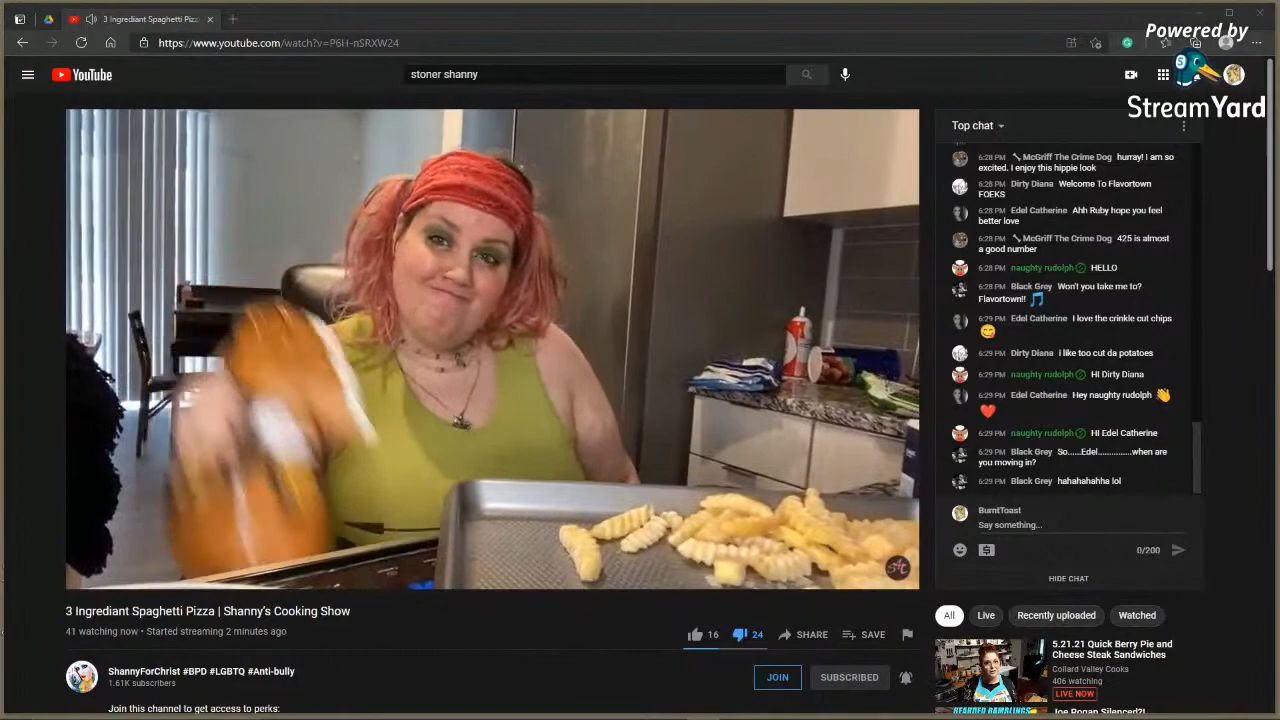 3 Ingrediant Spaghetti Pizz
Powered by
StreamYard
https://www.youtube.com/watch?v=P6H-nSRXW24
YouTube
stoner shanny
Top chat
6:28 PM McGriff The Crime Dog hurray! I am so
excited. I enjoy this hippie look
6:28 PM Dirty Diana Welcome To Flavortown
FOEKS
6:28 PM Edel Catherine Ahh Ruby hope you feel
better love
6:28 PM McGriff The Crime Dog 425 is almost
a good number
6:28 PM naughty rudolph HELLO
6:28 PM Black Grey Won't you take me to?
Flavortown!! 🎵
6:29 PM Edel Catherine I love the crinkle cut chips
😋
6:29 PM Dirty Diana i like too cut da potatoes
6:29 PM naughty rudolph HI Dirty Diana
6:29 PM Edel Catherine Hey naughty rudolph 👋
❤️
6:29 PM naughty rudolph Hi Edel Catherine
6:29 PM Black Grey So......Edel...............when are
you moving in?
6:29 PM Black Grey hahahahahha lol
BurntToast
Say something...
0/200
HIDE CHAT
3 Ingrediant Spaghetti Pizza | Shanny's Cooking Show
41 watching now • Started streaming 2 minutes ago
16 24 SHARE SAVE
ShannyForChrist #BPD #LGBTQ #Anti-bully
1.61K subscribers
JOIN SUBSCRIBED
Join this channel to get access to perks:
All Live Recently uploaded Watched
5.21.21 Quick Berry Pie and
Cheese Steak Sandwiches
Collard Valley Cooks
406 watching
LIVE NOW
BEARDED RAMBLINGS
Joe Rogan Silenced?!